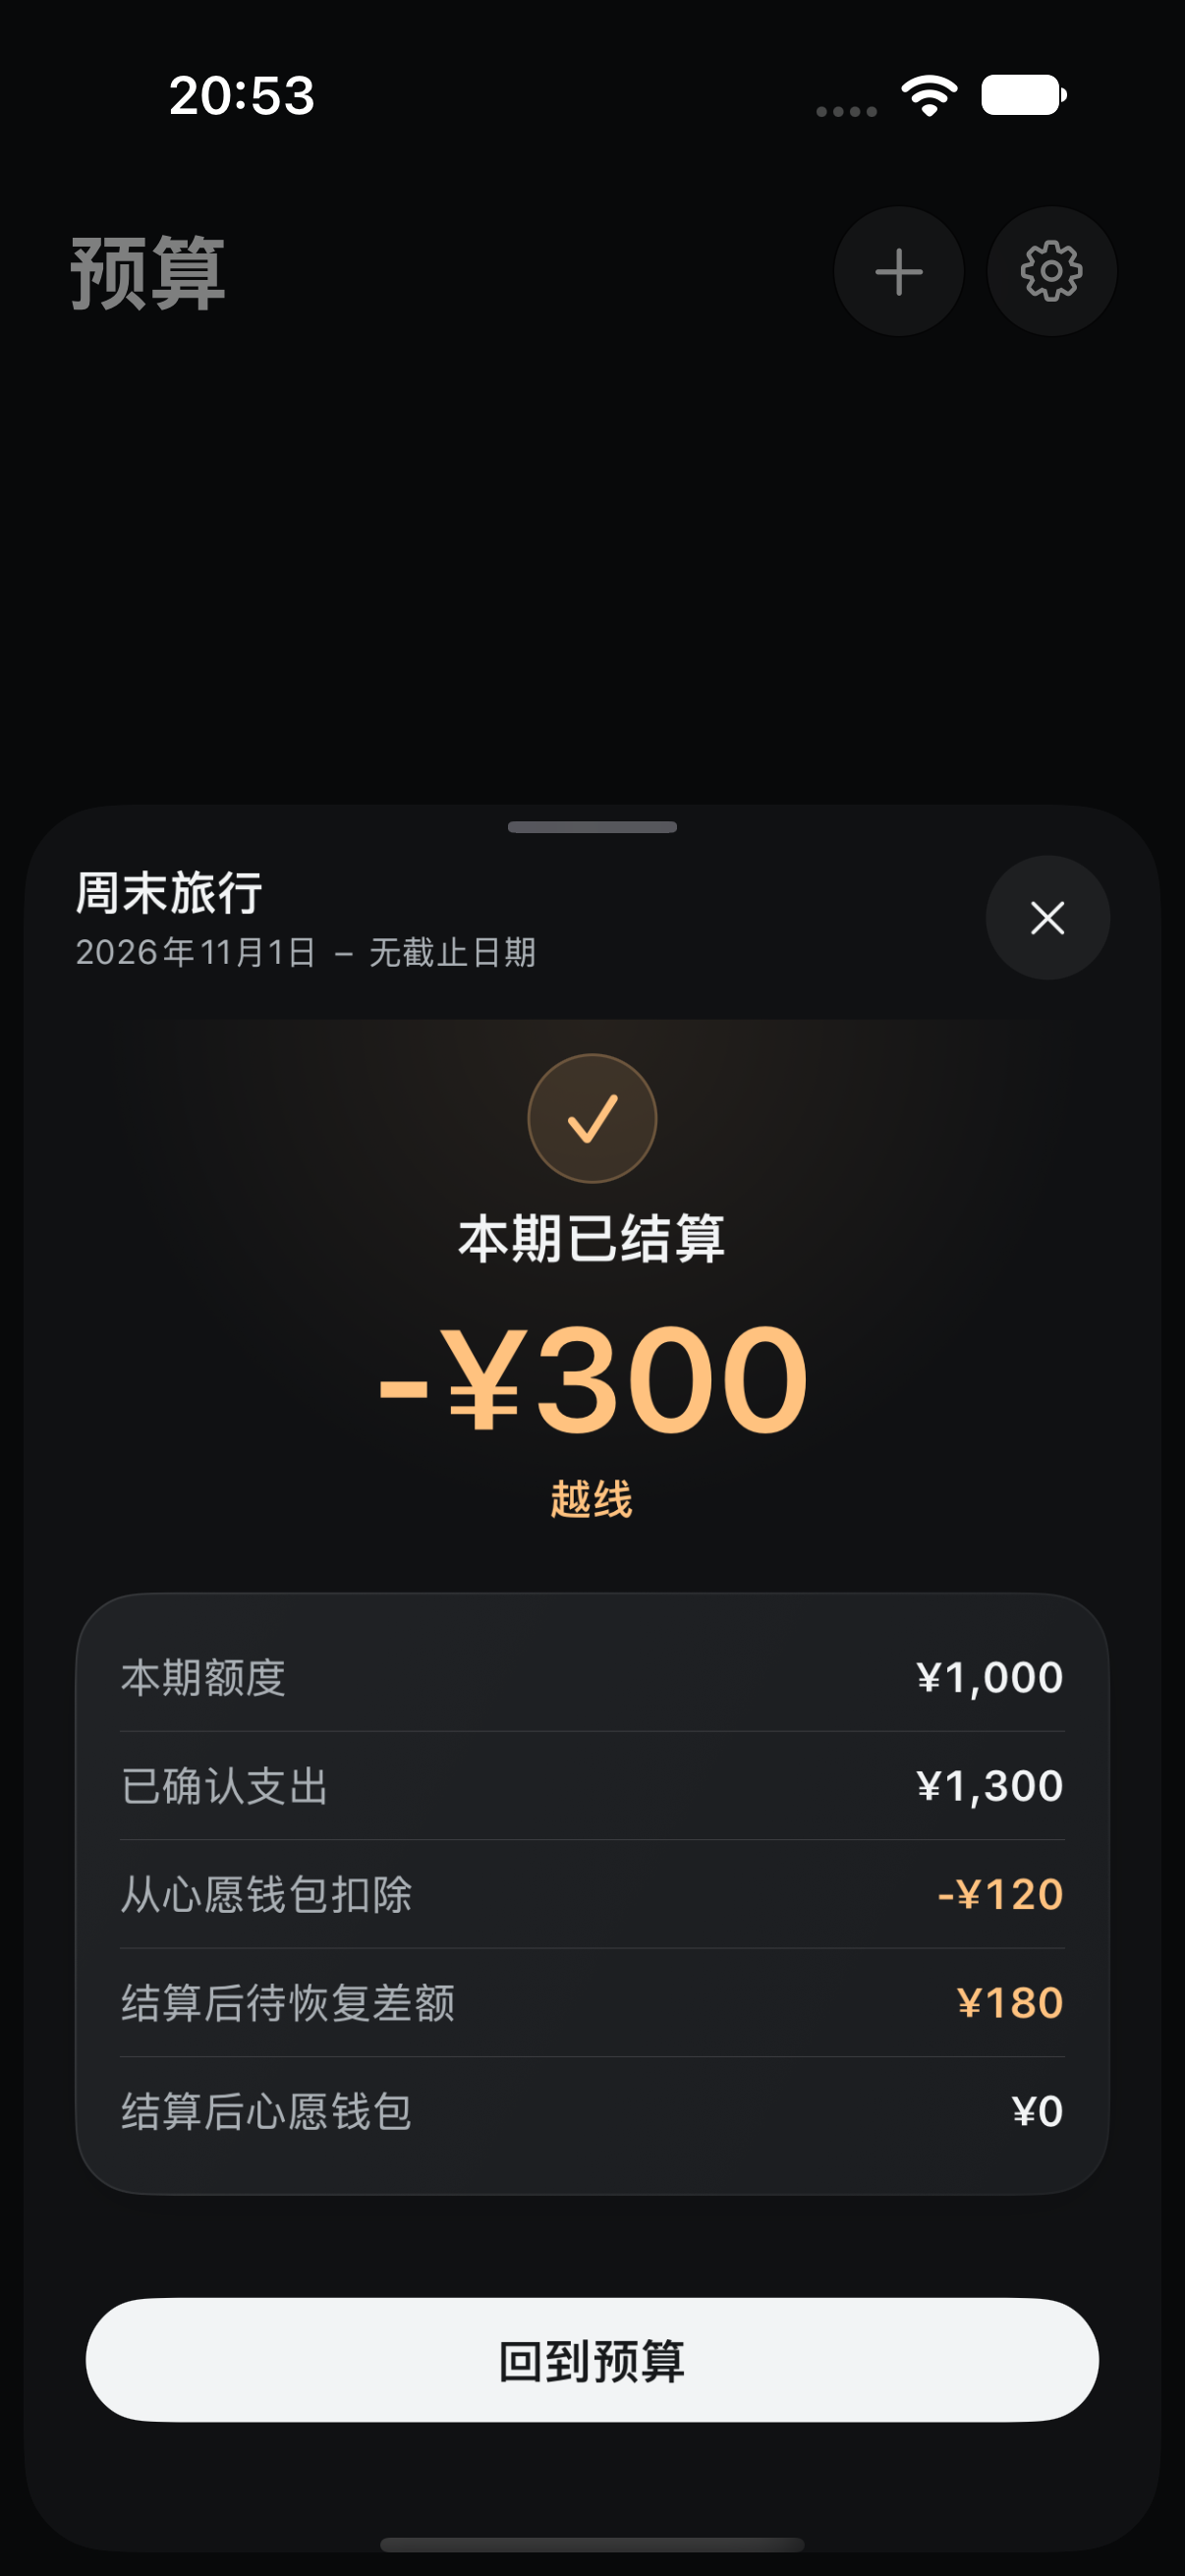 20:53
预算
周末旅行
2026年11月1日 – 无截止日期
本期已结算
-¥300
越线
本期额度 ¥1,000
已确认支出 ¥1,300
从心愿钱包扣除 -¥120
结算后待恢复差额 ¥180
结算后心愿钱包 ¥0
回到预算